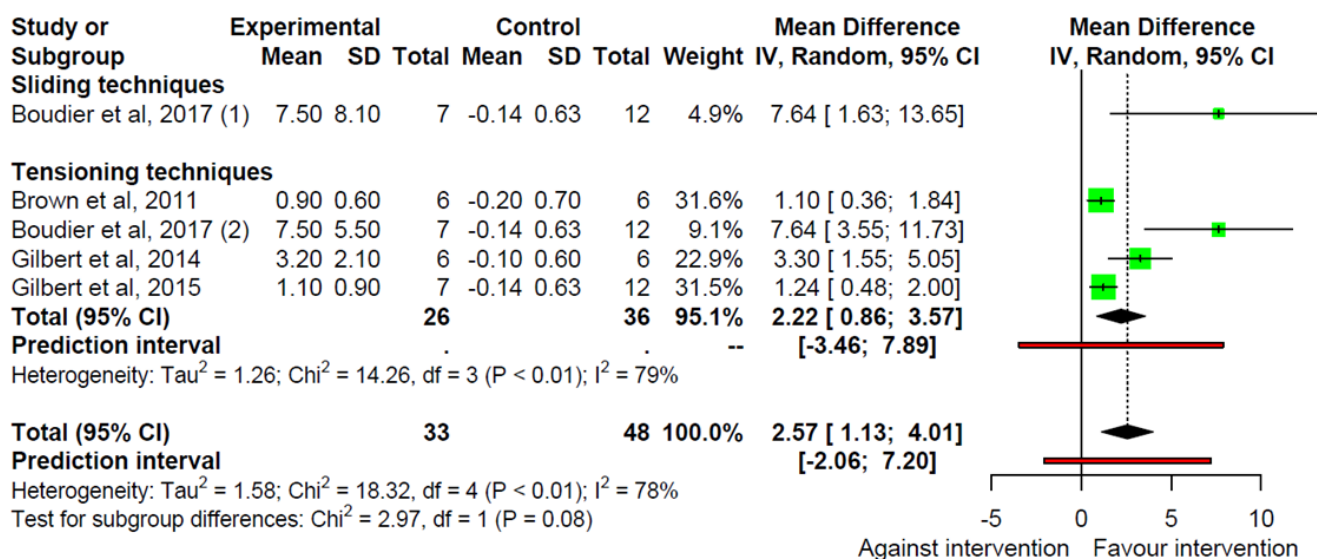 Study or Experimental Control Mean Difference Mean Difference
Subgroup Mean SD Total Mean SD Total Weight IV, Random, 95% CI IV, Random, 95% CI
Sliding techniques
Boudier et al, 2017 (1) 7.50 8.10 7 -0.14 0.63 12 4.9% 7.64 [ 1.63; 13.65]
Tensioning techniques
Brown et al, 2011 0.90 0.60 6 -0.20 0.70 6 31.6% 1.10 [ 0.36; 1.84]
Boudier et al, 2017 (2) 7.50 5.50 7 -0.14 0.63 12 9.1% 7.64 [ 3.55; 11.73]
Gilbert et al, 2014 3.20 2.10 6 -0.10 0.60 6 22.9% 3.30 [ 1.55; 5.05]
Gilbert et al, 2015 1.10 0.90 7 -0.14 0.63 12 31.5% 1.24 [ 0.48; 2.00]
Total (95% CI) 26 36 95.1% 2.22 [ 0.86; 3.57]
Prediction interval . . -- [-3.46; 7.89]
Heterogeneity: Tau² = 1.26; Chi² = 14.26, df = 3 (P < 0.01); I² = 79%
Total (95% CI) 33 48 100.0% 2.57 [ 1.13; 4.01]
Prediction interval [-2.06; 7.20]
Heterogeneity: Tau² = 1.58; Chi² = 18.32, df = 4 (P < 0.01); I² = 78%
Test for subgroup differences: Chi² = 2.97, df = 1 (P = 0.08)
-5 0 5 10
Against intervention Favour intervention